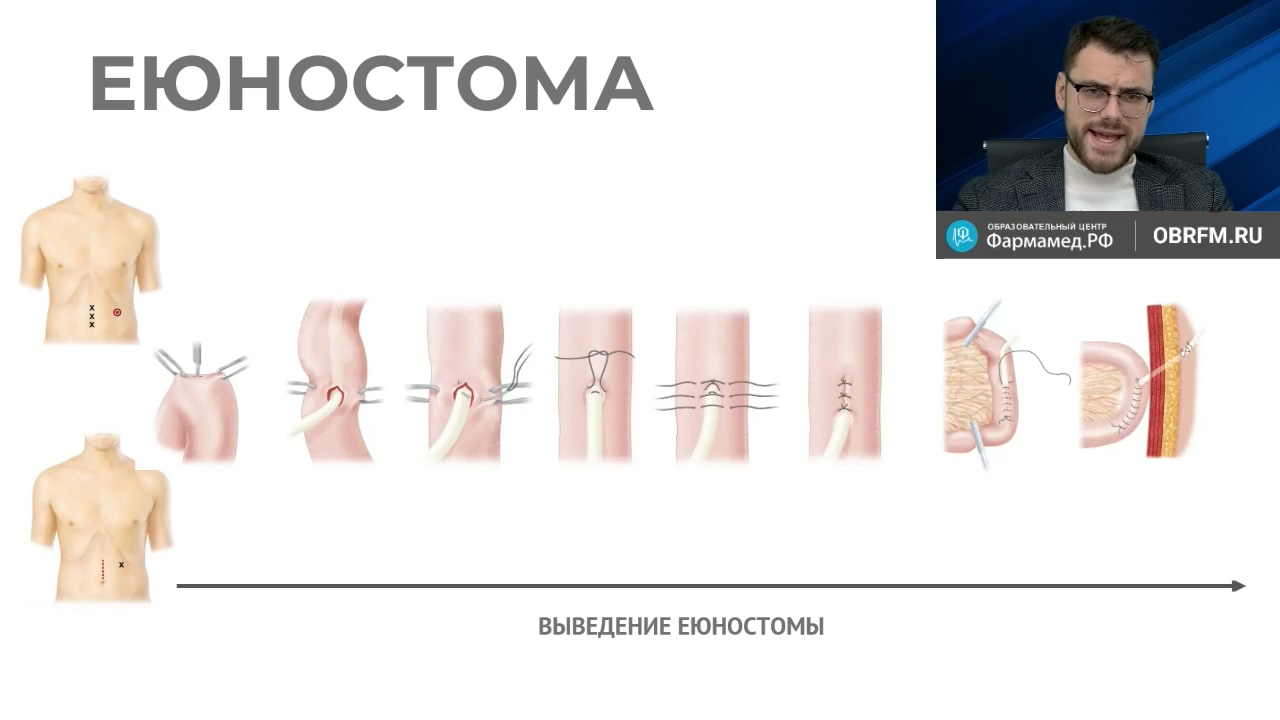 ЕЮНОСТОМА
ОБРАЗОВАТЕЛЬНЫЙ ЦЕНТР
Фармамед.РФ
OBRFM.RU
x
x
x
x
ВЫВЕДЕНИЕ ЕЮНОСТОМЫ